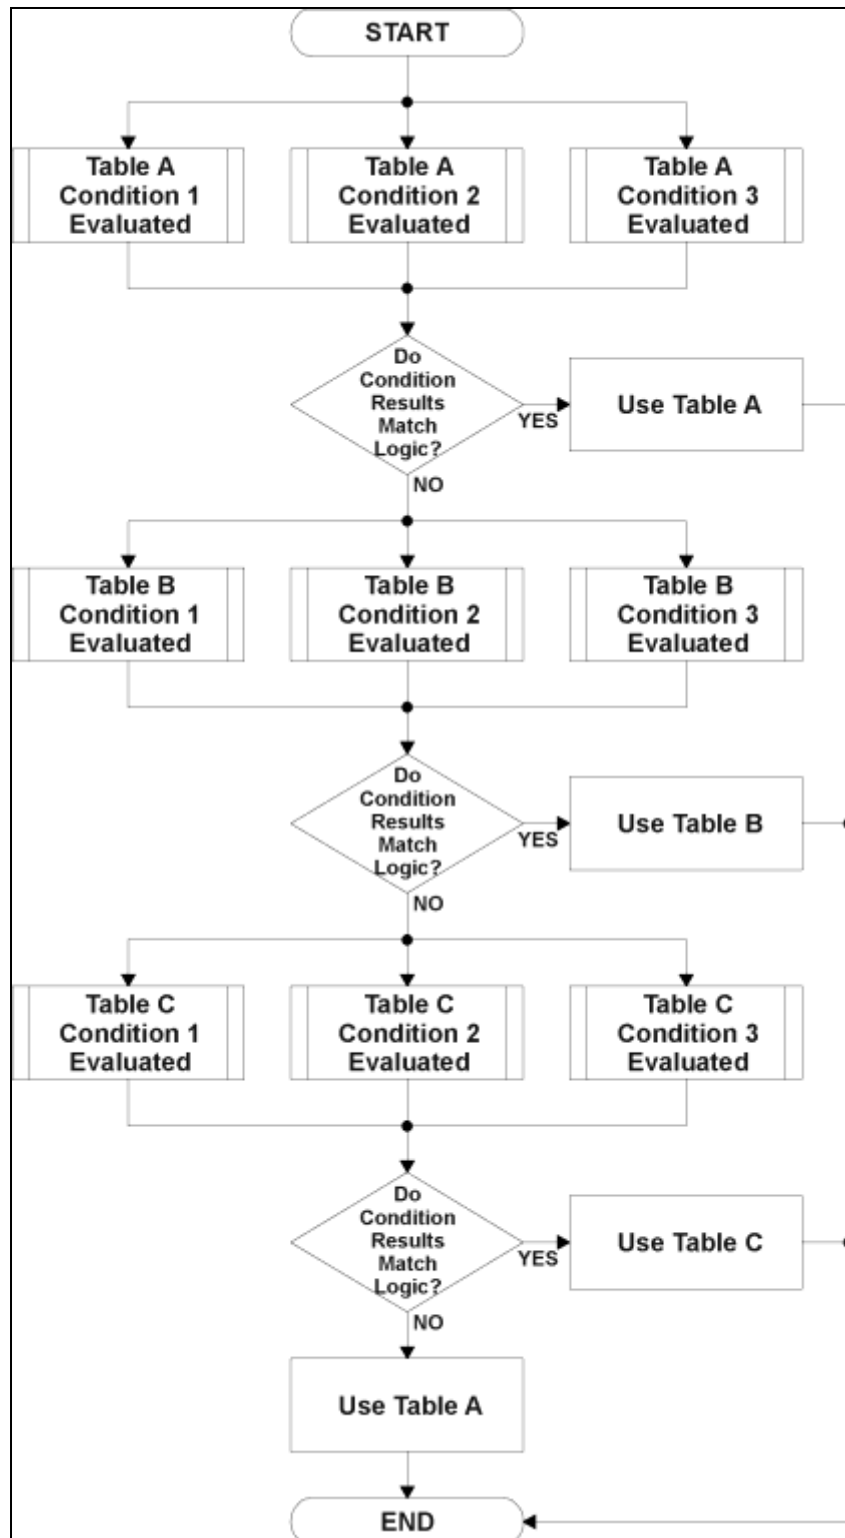 START
Table A
Condition 1
Evaluated
Table A
Condition 2
Evaluated
Table A
Condition 3
Evaluated
Do
Condition
Results
Match
Logic?
YES
Use Table A
NO
Table B
Condition 1
Evaluated
Table B
Condition 2
Evaluated
Table B
Condition 3
Evaluated
Do
Condition
Results
Match
Logic?
YES
Use Table B
NO
Table C
Condition 1
Evaluated
Table C
Condition 2
Evaluated
Table C
Condition 3
Evaluated
Do
Condition
Results
Match
Logic?
YES
Use Table C
NO
Use Table A
END